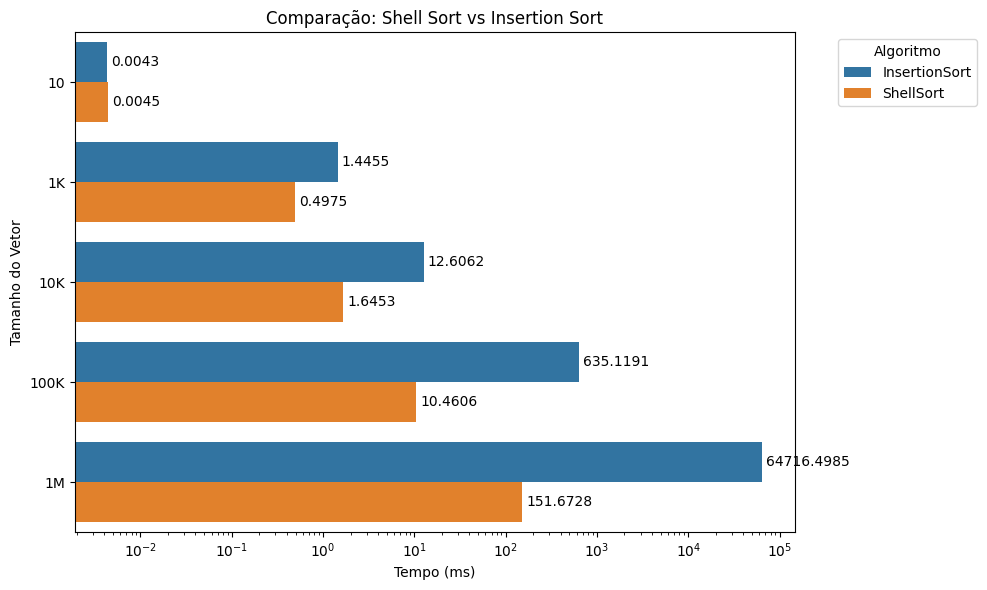 Comparação: Shell Sort vs Insertion Sort
Algoritmo
InsertionSort
ShellSort
Tamanho do Vetor
10
0.0043
0.0045
1K
1.4455
0.4975
10K
12.6062
1.6453
100K
635.1191
10.4606
1M
64716.4985
151.6728
10⁻² 10⁻¹ 10⁰ 10¹ 10² 10³ 10⁴ 10⁵
Tempo (ms)